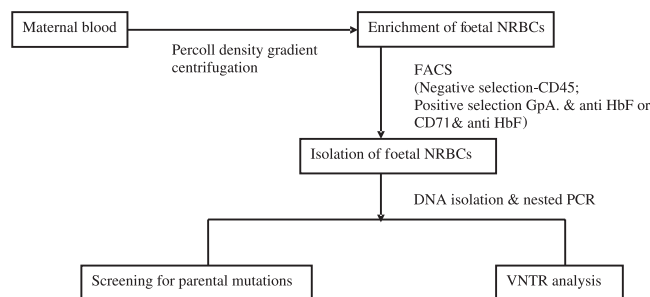 Maternal blood
Enrichment of foetal NRBCs
Percoll density gradient
centrifugation
FACS
(Negative selection-CD45;
Positive selection GpA. & anti HbF or
CD71& anti HbF)
Isolation of foetal NRBCs
DNA isolation & nested PCR
Screening for parental mutations
VNTR analysis